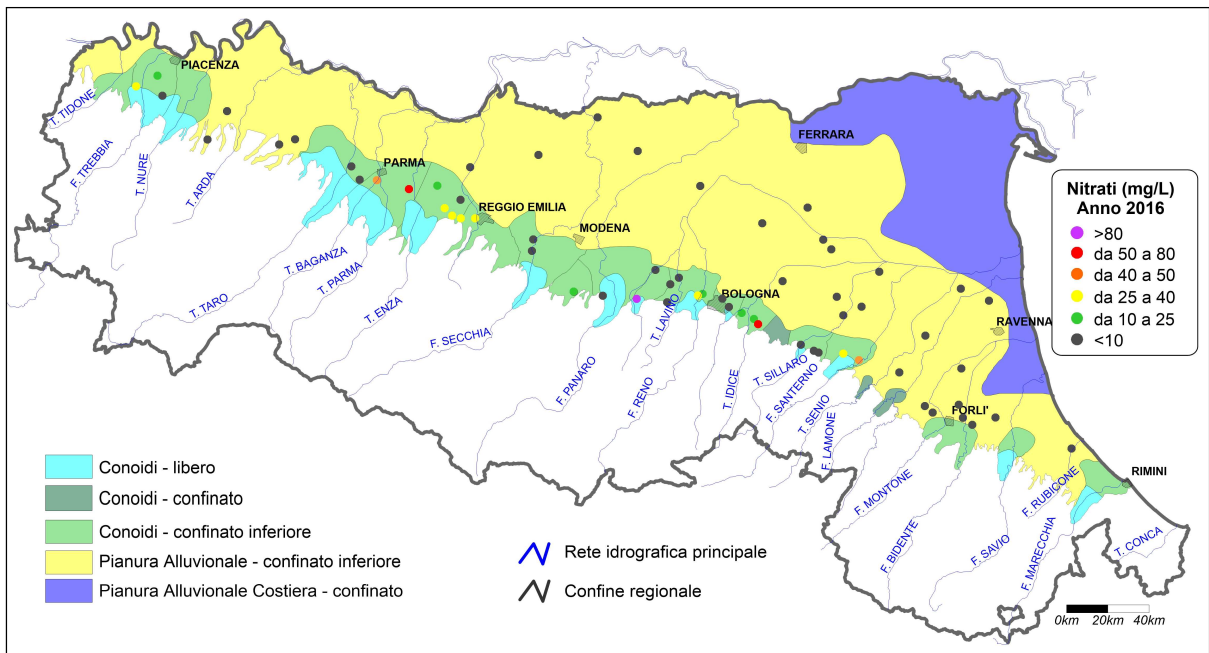 PIACENZA
T. TIDONE
F. TREBBIA
T. NURE
T. ARDA
PARMA
REGGIO EMILIA
MODENA
FERRARA
BOLOGNA
RAVENNA
FORLI'
RIMINI
T. TARO
T. BAGANZA
T. PARMA
T. ENZA
F. SECCHIA
F. PANARO
F. RENO
T. LAVINO
T. IDICE
T. SILLARO
F. SANTERNO
T. SENIO
F. LAMONE
F. MONTONE
F. BIDENTE
F. SAVIO
F. RUBICONE
F. MARECCHIA
T. CONCA
Nitrati (mg/L)
Anno 2016
>80
da 50 a 80
da 40 a 50
da 25 a 40
da 10 a 25
<10
Conoidi - libero
Conoidi - confinato
Conoidi - confinato inferiore
Pianura Alluvionale - confinato inferiore
Pianura Alluvionale Costiera - confinato
Rete idrografica principale
Confine regionale
0km 20km 40km